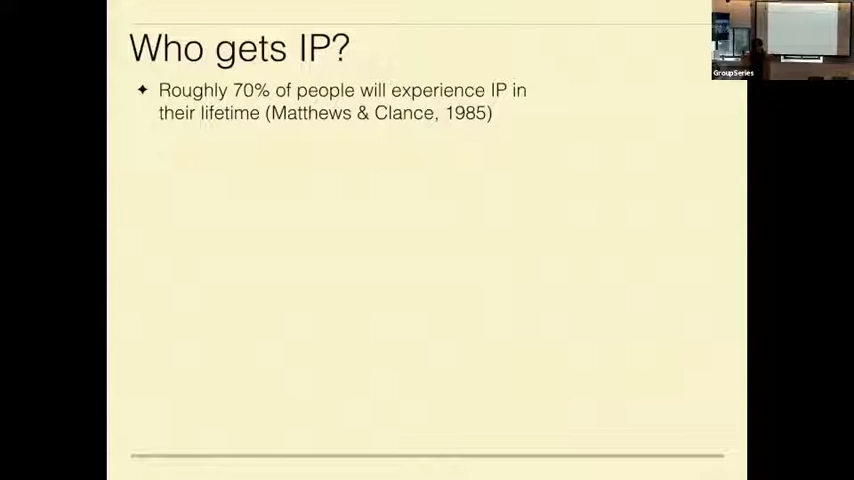 Who gets IP?
✦ Roughly 70% of people will experience IP in
their lifetime (Matthews & Clance, 1985)
GroupSeries